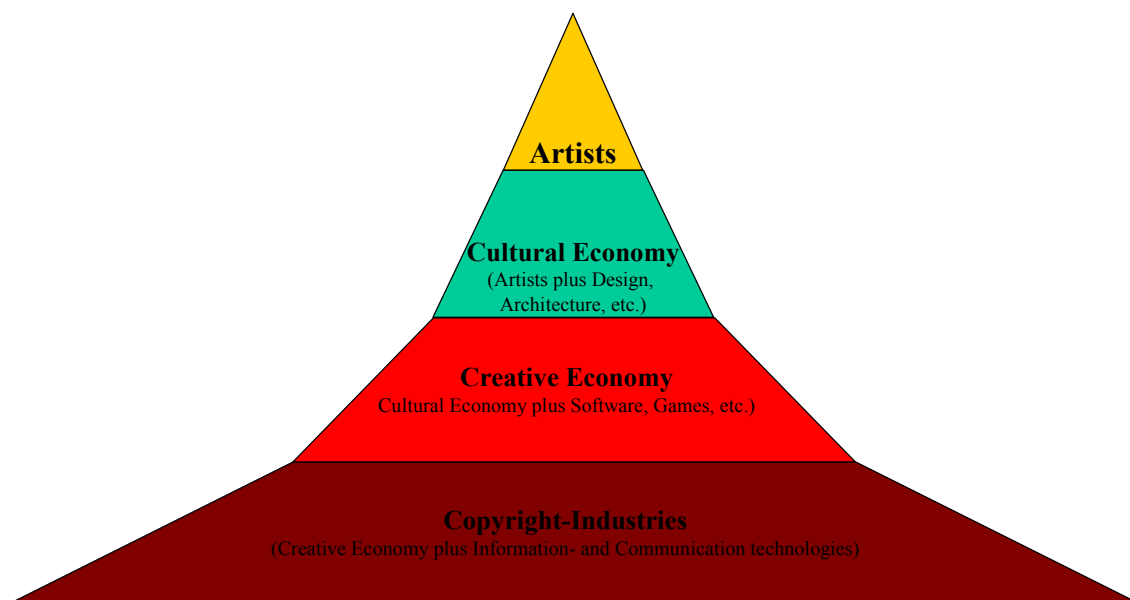 Artists
Cultural Economy
(Artists plus Design,
Architecture, etc.)
Creative Economy
Cultural Economy plus Software, Games, etc.)
Copyright-Industries
(Creative Economy plus Information- and Communication technologies)